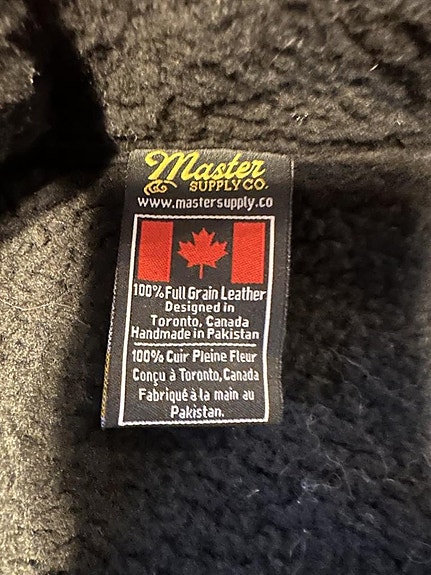 Master
& SUPPLY CO.
www.mastersupply.co
100% Full Grain Leather
Designed in
Toronto, Canada
Handmade in Pakistan
100% Cuir Pleine Fleur
Conçu à Toronto, Canada
Fabriqué à la main au
Pakistan.